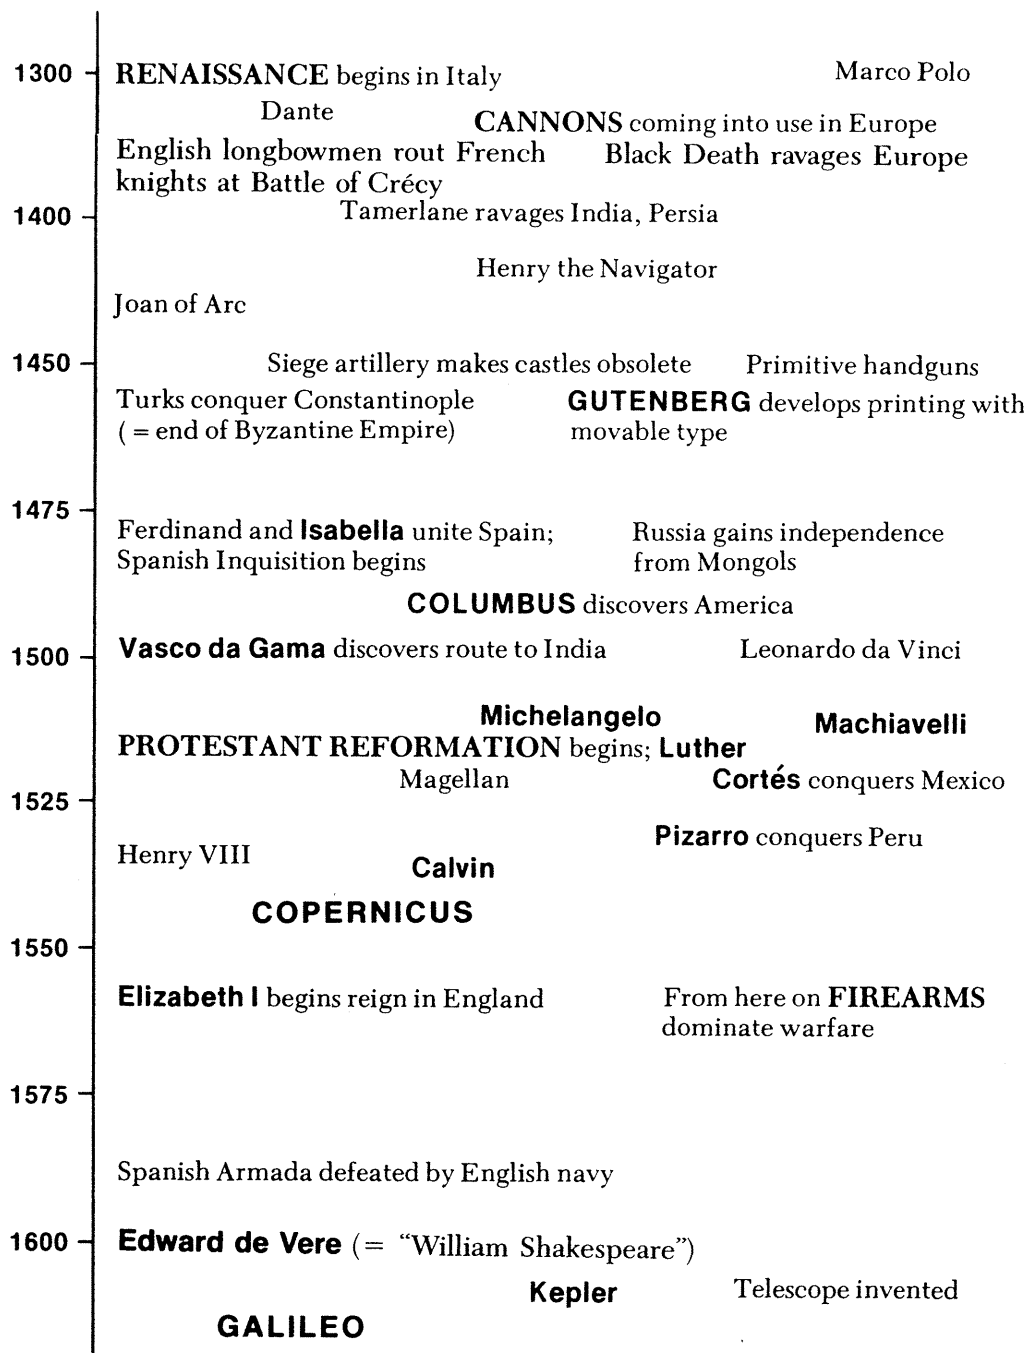 1300 RENAISSANCE begins in Italy Marco Polo
Dante
CANNONS coming into use in Europe
English longbowmen rout French
knights at Battle of Crécy
Black Death ravages Europe
1400
Tamerlane ravages India, Persia
Henry the Navigator
Joan of Arc
1450 Siege artillery makes castles obsolete Primitive handguns
Turks conquer Constantinople
( = end of Byzantine Empire)
GUTENBERG develops printing with
movable type
1475
Ferdinand and Isabella unite Spain;
Spanish Inquisition begins
Russia gains independence
from Mongols
COLUMBUS discovers America
1500 Vasco da Gama discovers route to India Leonardo da Vinci
Michelangelo Machiavelli
PROTESTANT REFORMATION begins; Luther
Magellan Cortés conquers Mexico
1525
Pizarro conquers Peru
Henry VIII Calvin
COPERNICUS
1550
Elizabeth I begins reign in England
From here on FIREARMS
dominate warfare
1575
Spanish Armada defeated by English navy
1600 Edward de Vere (= “William Shakespeare”)
Kepler Telescope invented
GALILEO